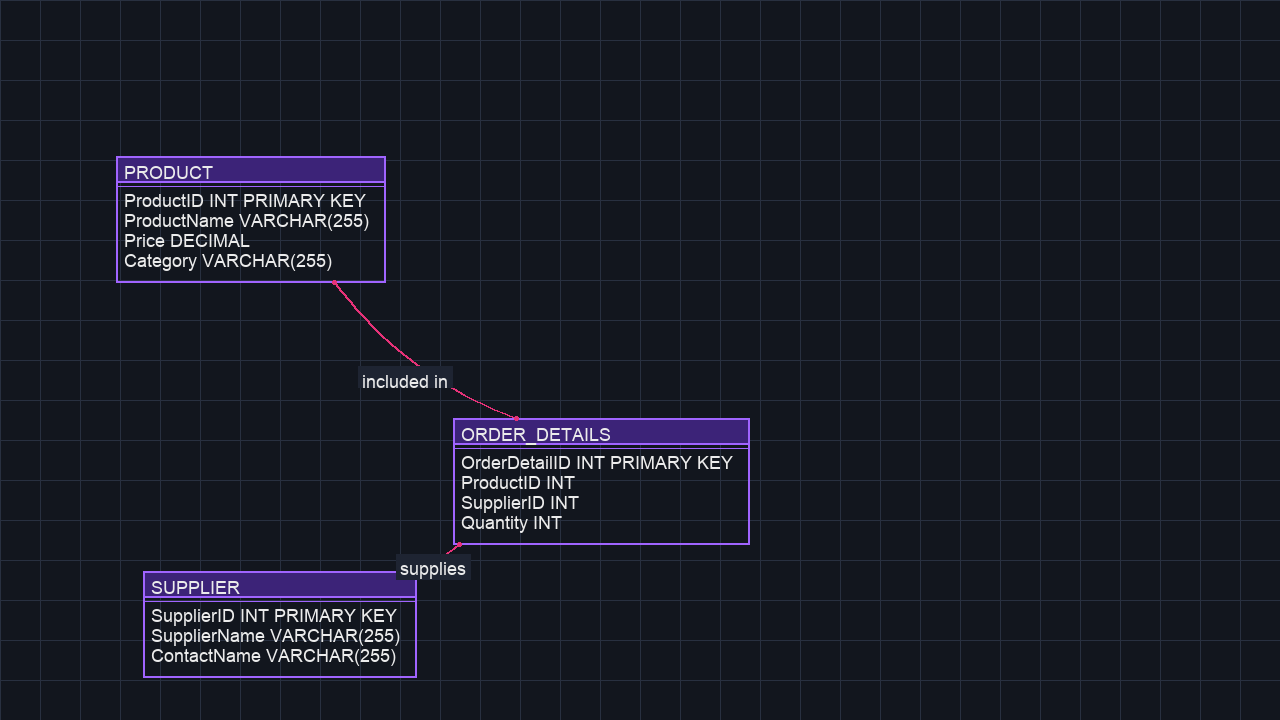 PRODUCT
ProductID INT PRIMARY KEY
ProductName VARCHAR(255)
Price DECIMAL
Category VARCHAR(255)
included in
ORDER_DETAILS
OrderDetailID INT PRIMARY KEY
ProductID INT
SupplierID INT
Quantity INT
supplies
SUPPLIER
SupplierID INT PRIMARY KEY
SupplierName VARCHAR(255)
ContactName VARCHAR(255)